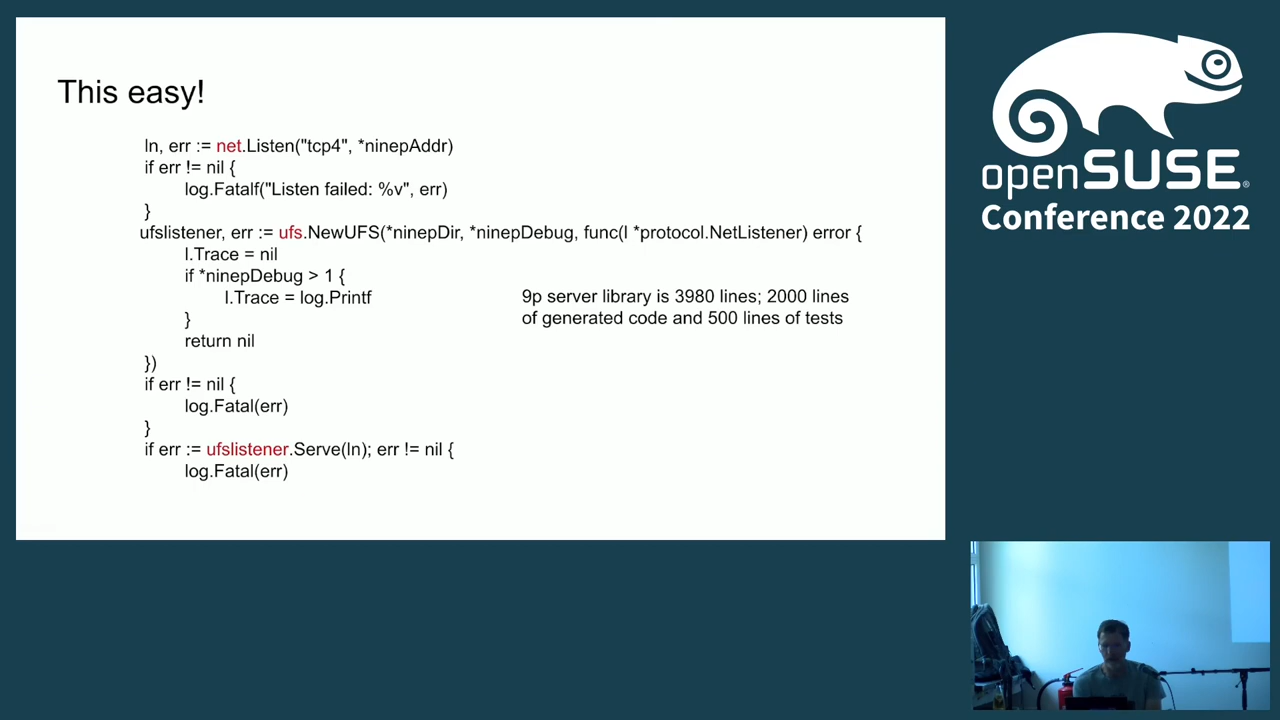 This easy!
ln, err := net.Listen("tcp4", *ninepAddr)
if err != nil {
log.Fatalf("Listen failed: %v", err)
}
ufslistener, err := ufs.NewUFS(*ninepDir, *ninepDebug, func(l *protocol.NetListener) error {
l.Trace = nil
if *ninepDebug > 1 {
l.Trace = log.Printf
}
return nil
})
if err != nil {
log.Fatal(err)
}
if err := ufslistener.Serve(ln); err != nil {
log.Fatal(err)
9p server library is 3980 lines; 2000 lines
of generated code and 500 lines of tests
openSUSE®
Conference 2022